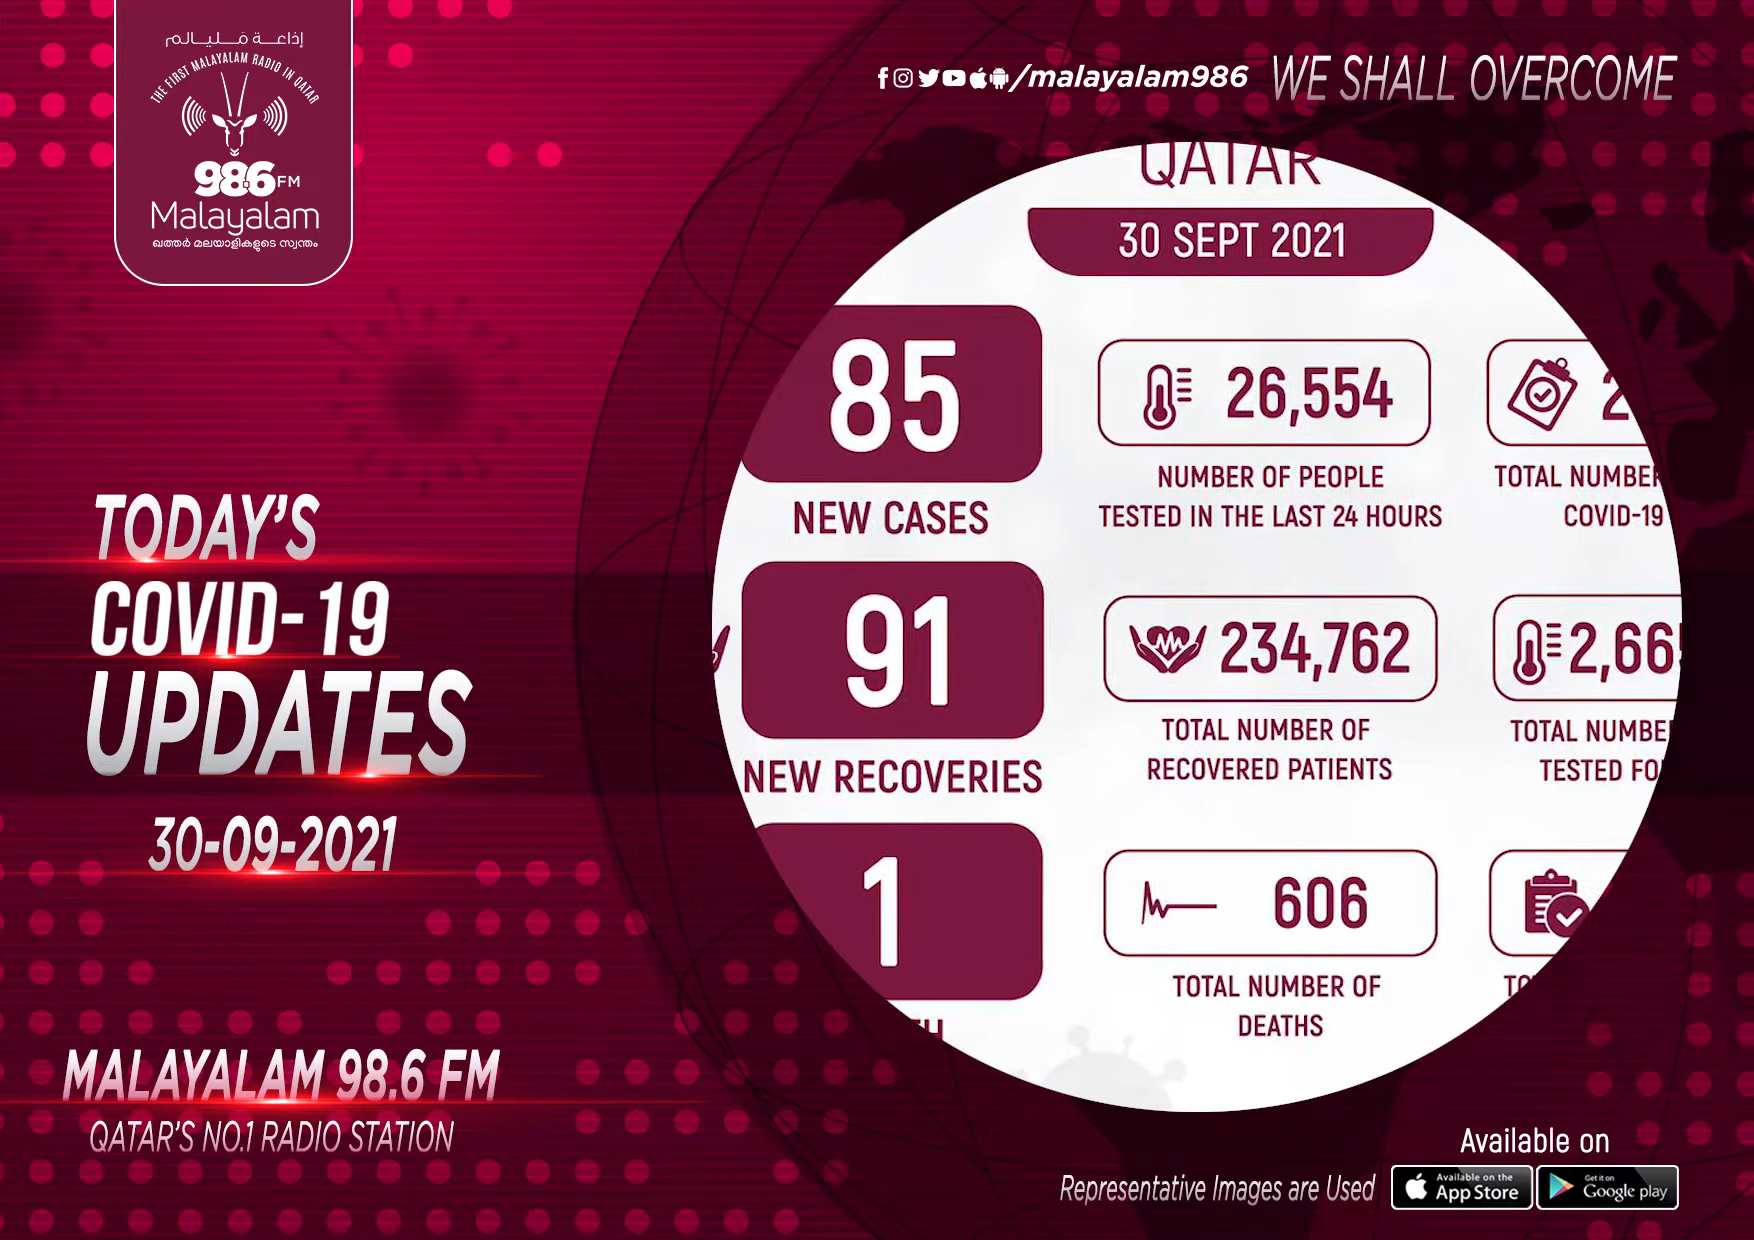 إذاعة مليالم
THE FIRST MALAYALAM RADIO IN QATAR
98.6 FM
Malayalam
ഖത്തർ മലയാളികളുടെ സ്വന്തം
/malayalam986
WE SHALL OVERCOME
QATAR
30 SEPT 2021
85
NEW CASES
26,554
NUMBER OF PEOPLE
TESTED IN THE LAST 24 HOURS
TOTAL NUMBER
COVID-19
91
NEW RECOVERIES
234,762
TOTAL NUMBER OF
RECOVERED PATIENTS
2,66
TOTAL NUMBE
TESTED FO
1
606
TOTAL NUMBER OF
DEATHS
TODAY'S
COVID-19
UPDATES
30-09-2021
MALAYALAM 98.6 FM
QATAR'S NO.1 RADIO STATION
Available on
Representative Images are Used
Available on the
App Store
Get it on
Google play